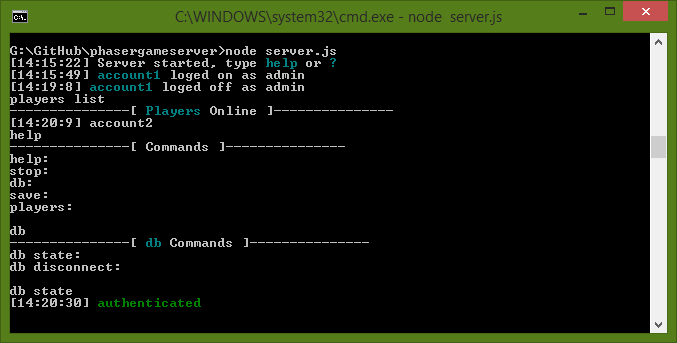 C:\WINDOWS\system32\cmd.exe - node server.js
G:\GitHub\phasergameserver>node server.js
[14:15:22] Server started, type help or ?
[14:15:49] account1 loged on as admin
[14:19:8] account1 loged off as admin
players list
---------------[ Players Online ]---------------
[14:20:9] account2
help
---------------[ Commands ]---------------
help:
stop:
db:
save:
players:
db
---------------[ db Commands ]---------------
db state:
db disconnect:
db state
[14:20:30] authenticated